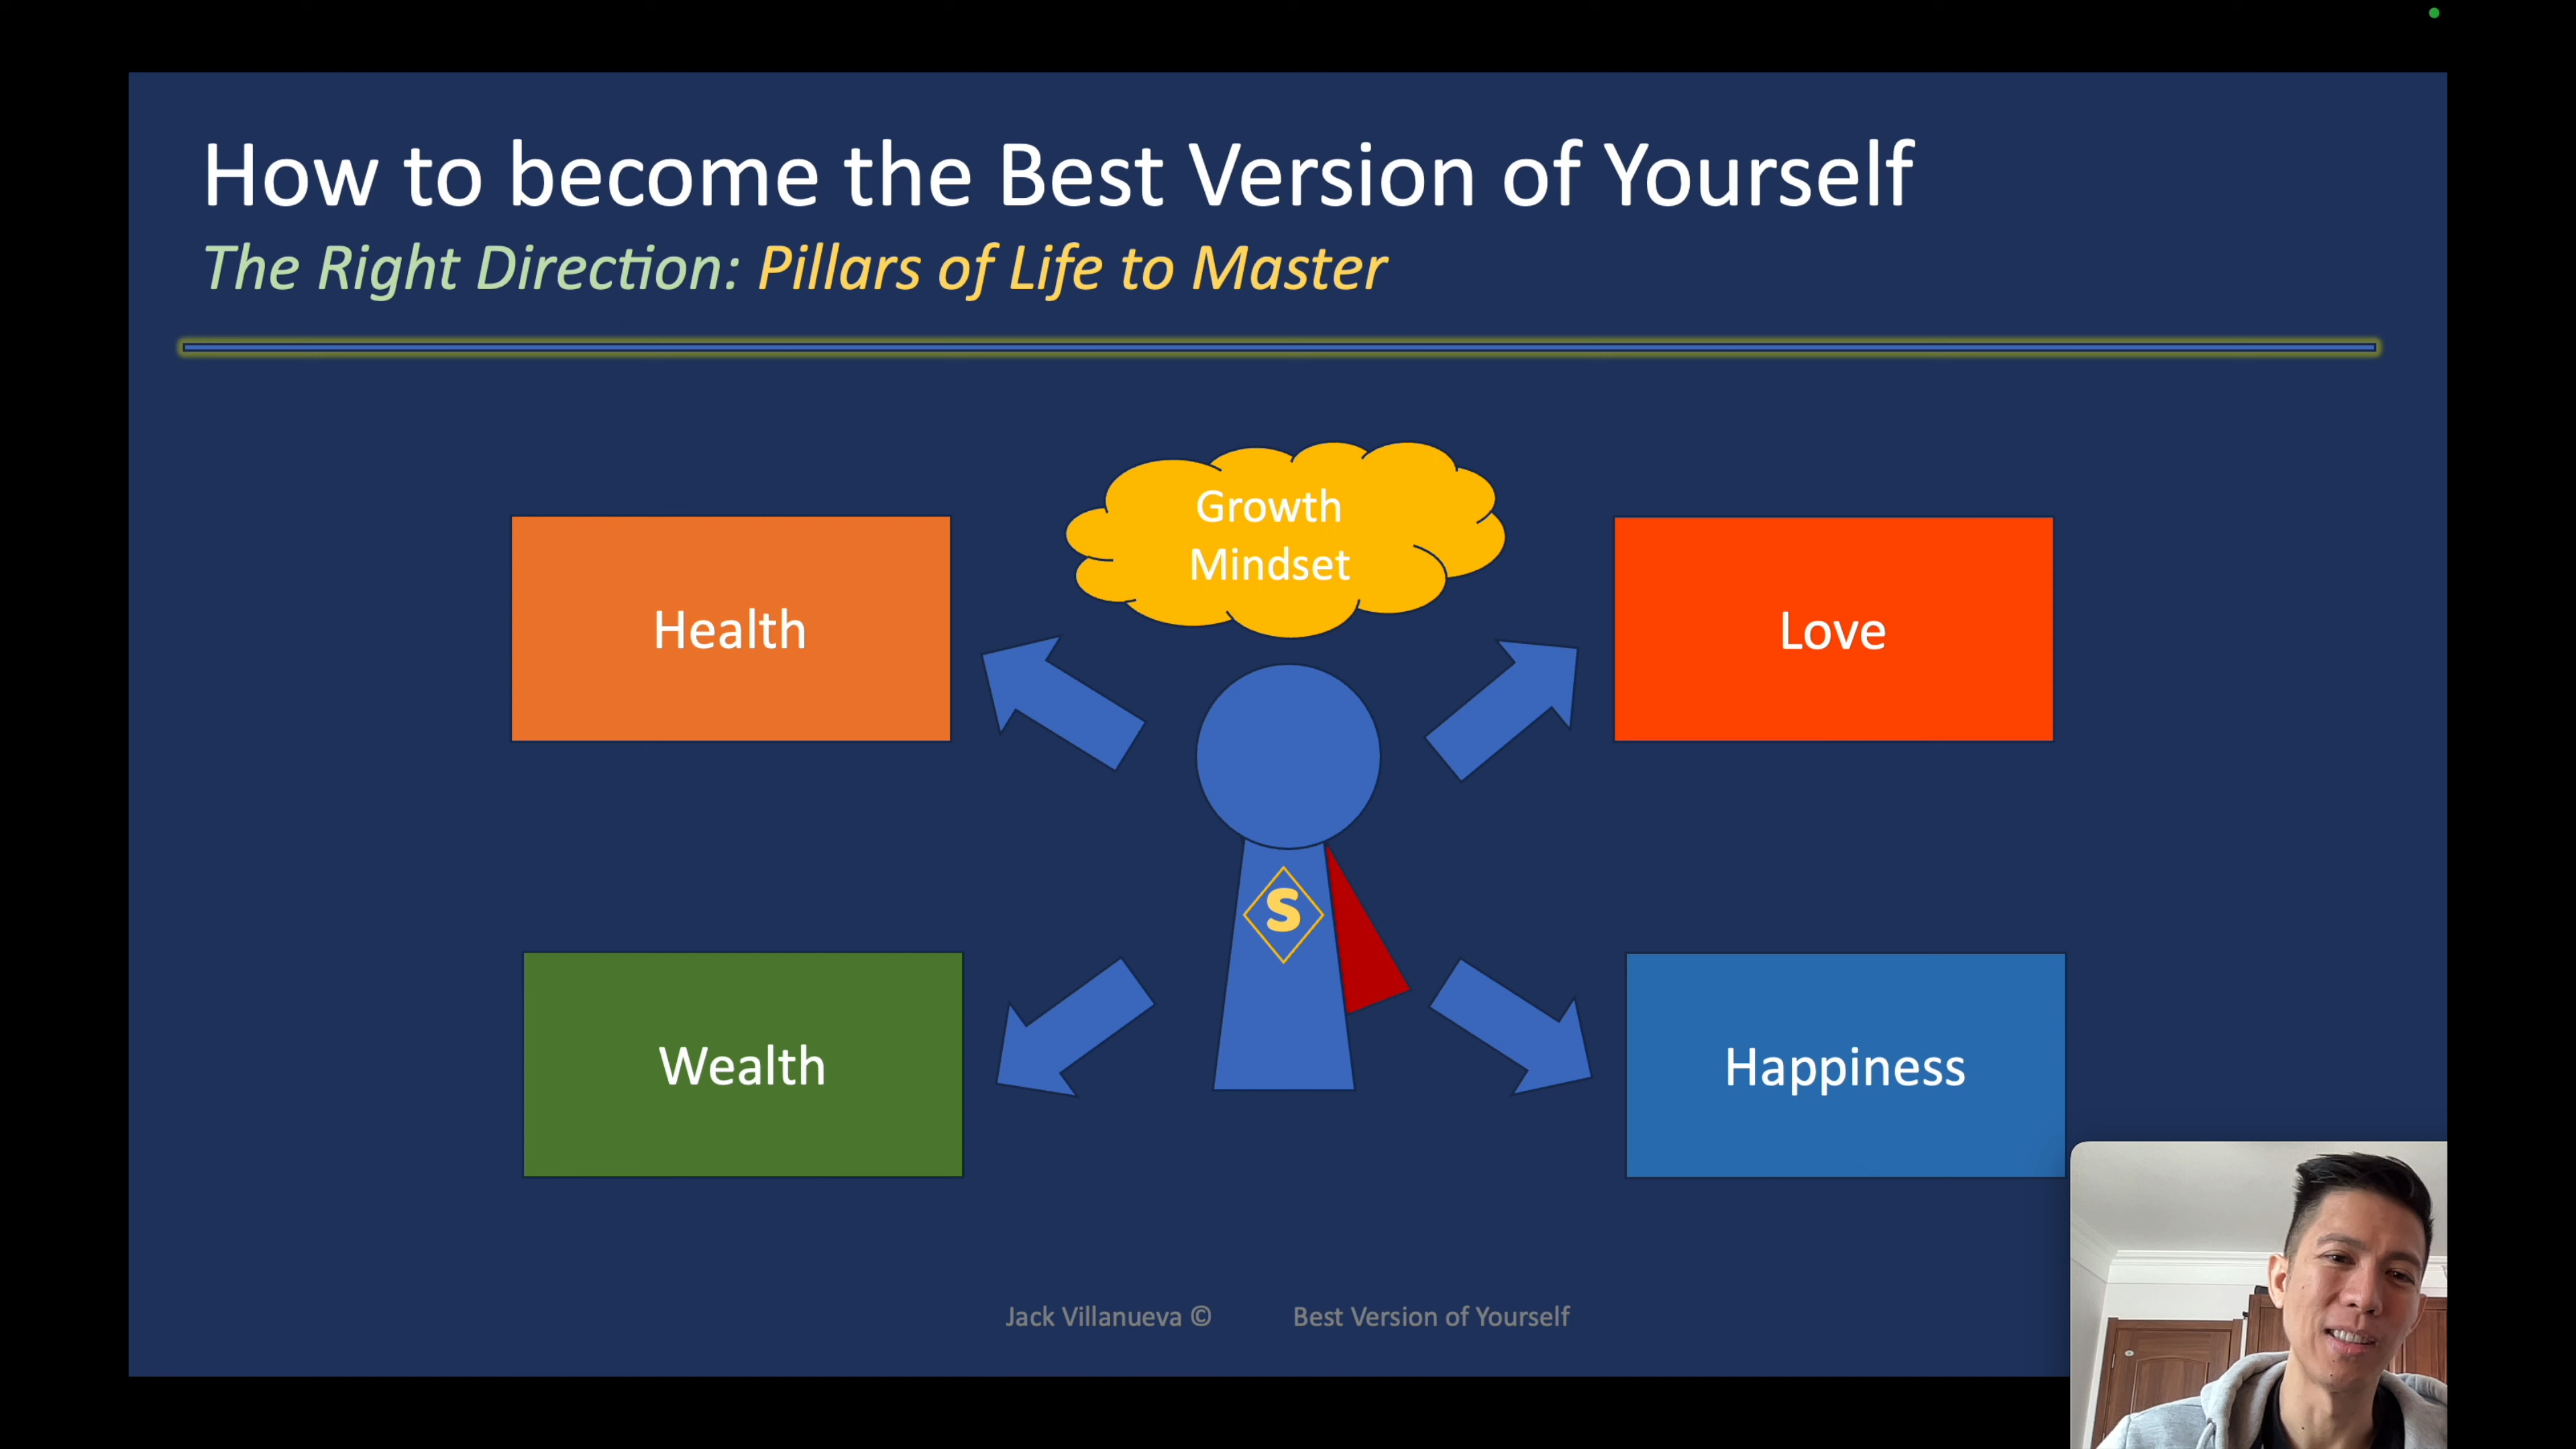 How to become the Best Version of Yourself
The Right Direction: Pillars of Life to Master
Growth
Mindset
Health
Love
S
Wealth
Happiness
Jack Villanueva © Best Version of Yourself